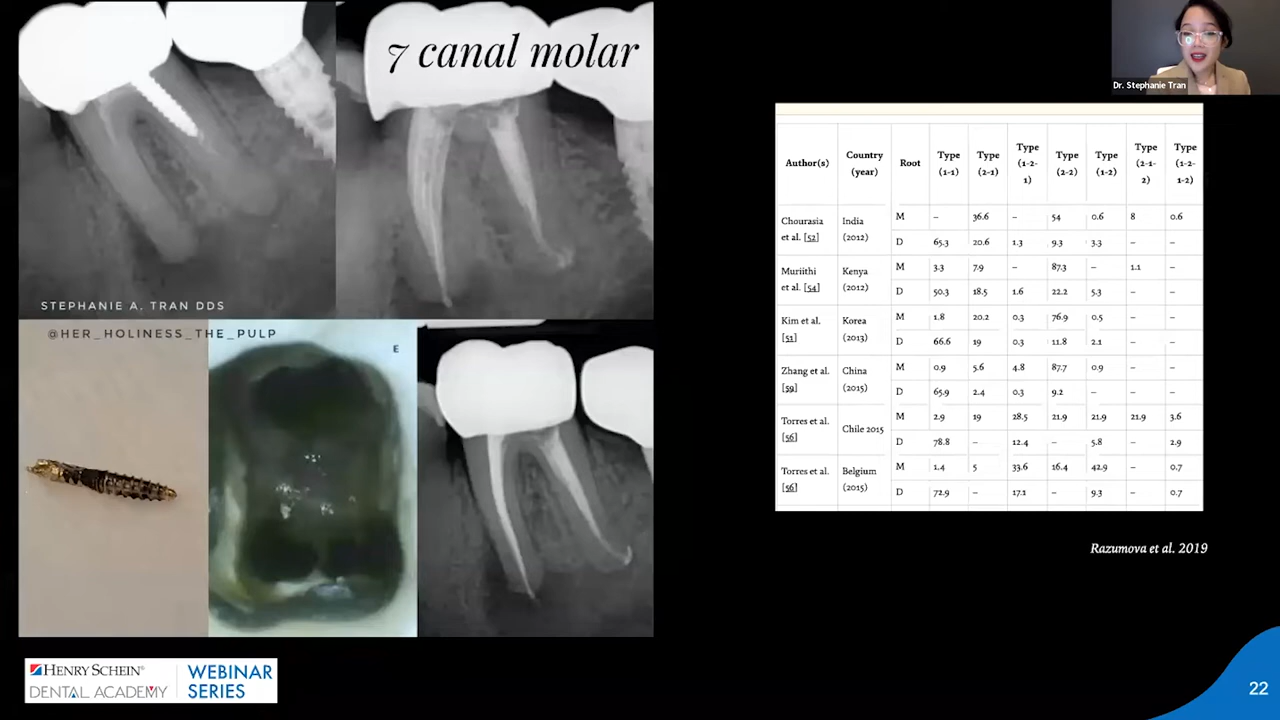 7 canal molar
STEPHANIE A. TRAN DDS
@HER_HOLINESS_THE_PULP
E
HENRY SCHEIN®
DENTAL ACADEMY
WEBINAR
SERIES
Dr. Stephanie Tran
Author(s) Country (year) Root Type (1-1) Type (2-1) Type (1-2-1) Type (2-2) Type (1-2) Type (2-1-2) Type (1-2-1-2)
Chourasia et al. [52] India (2012) M – 36.6 – 54 0.6 8 0.6
D 65.3 20.6 1.3 9.3 3.3 – –
Muriithi et al. [54] Kenya (2012) M 3.3 7.9 – 87.3 – 1.1 –
D 50.3 18.5 1.6 22.2 5.3 – –
Kim et al. [51] Korea (2013) M 1.8 20.2 0.3 76.9 0.5 – –
D 66.6 19 0.3 11.8 2.1 – –
Zhang et al. [59] China (2015) M 0.9 5.6 4.8 87.7 0.9 – –
D 65.9 2.4 0.3 9.2 – –
Torres et al. [56] Chile 2015 M 2.9 19 28.5 21.9 21.9 21.9 3.6
D 78.8 – 12.4 – 5.8 – 2.9
Torres et al. [56] Belgium (2015) M 1.4 5 33.6 16.4 42.9 – 0.7
D 72.9 – 17.1 – 9.3 – 0.7
Razumova et al. 2019
22